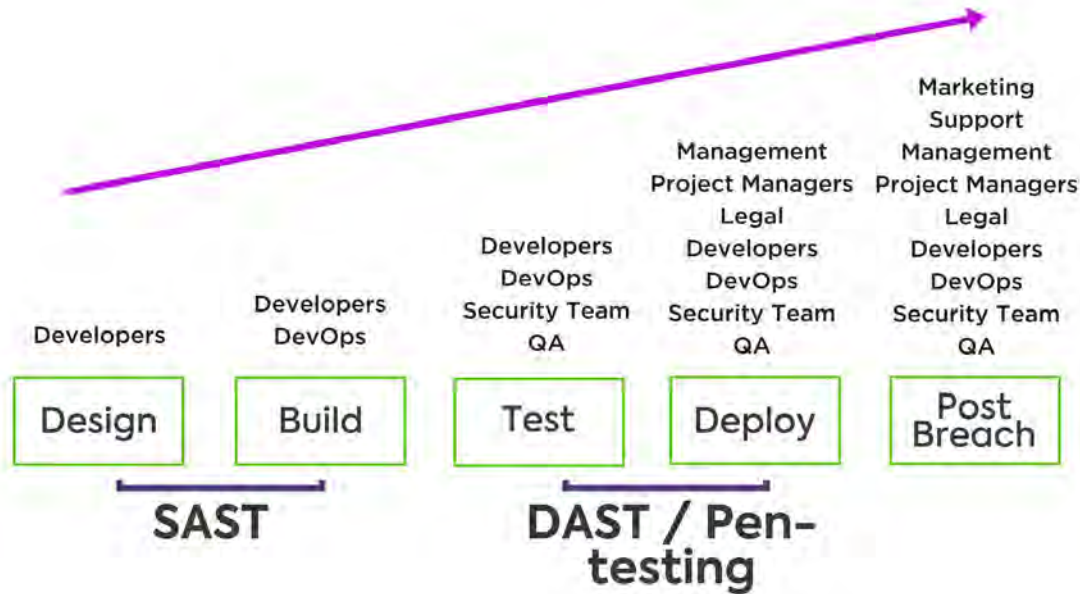 Developers
Design
Developers
DevOps
Build
SAST
Developers
DevOps
Security Team
QA
Test
Management
Project Managers
Legal
Developers
DevOps
Security Team
QA
Deploy
DAST / Pen-
testing
Marketing
Support
Management
Project Managers
Legal
Developers
DevOps
Security Team
QA
Post
Breach